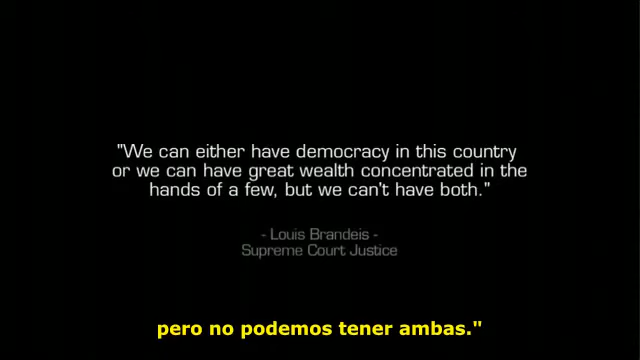 "We can either have democracy in this country
or we can have great wealth concentrated in the
hands of a few, but we can't have both."
- Louis Brandeis -
Supreme Court Justice
pero no podemos tener ambas."